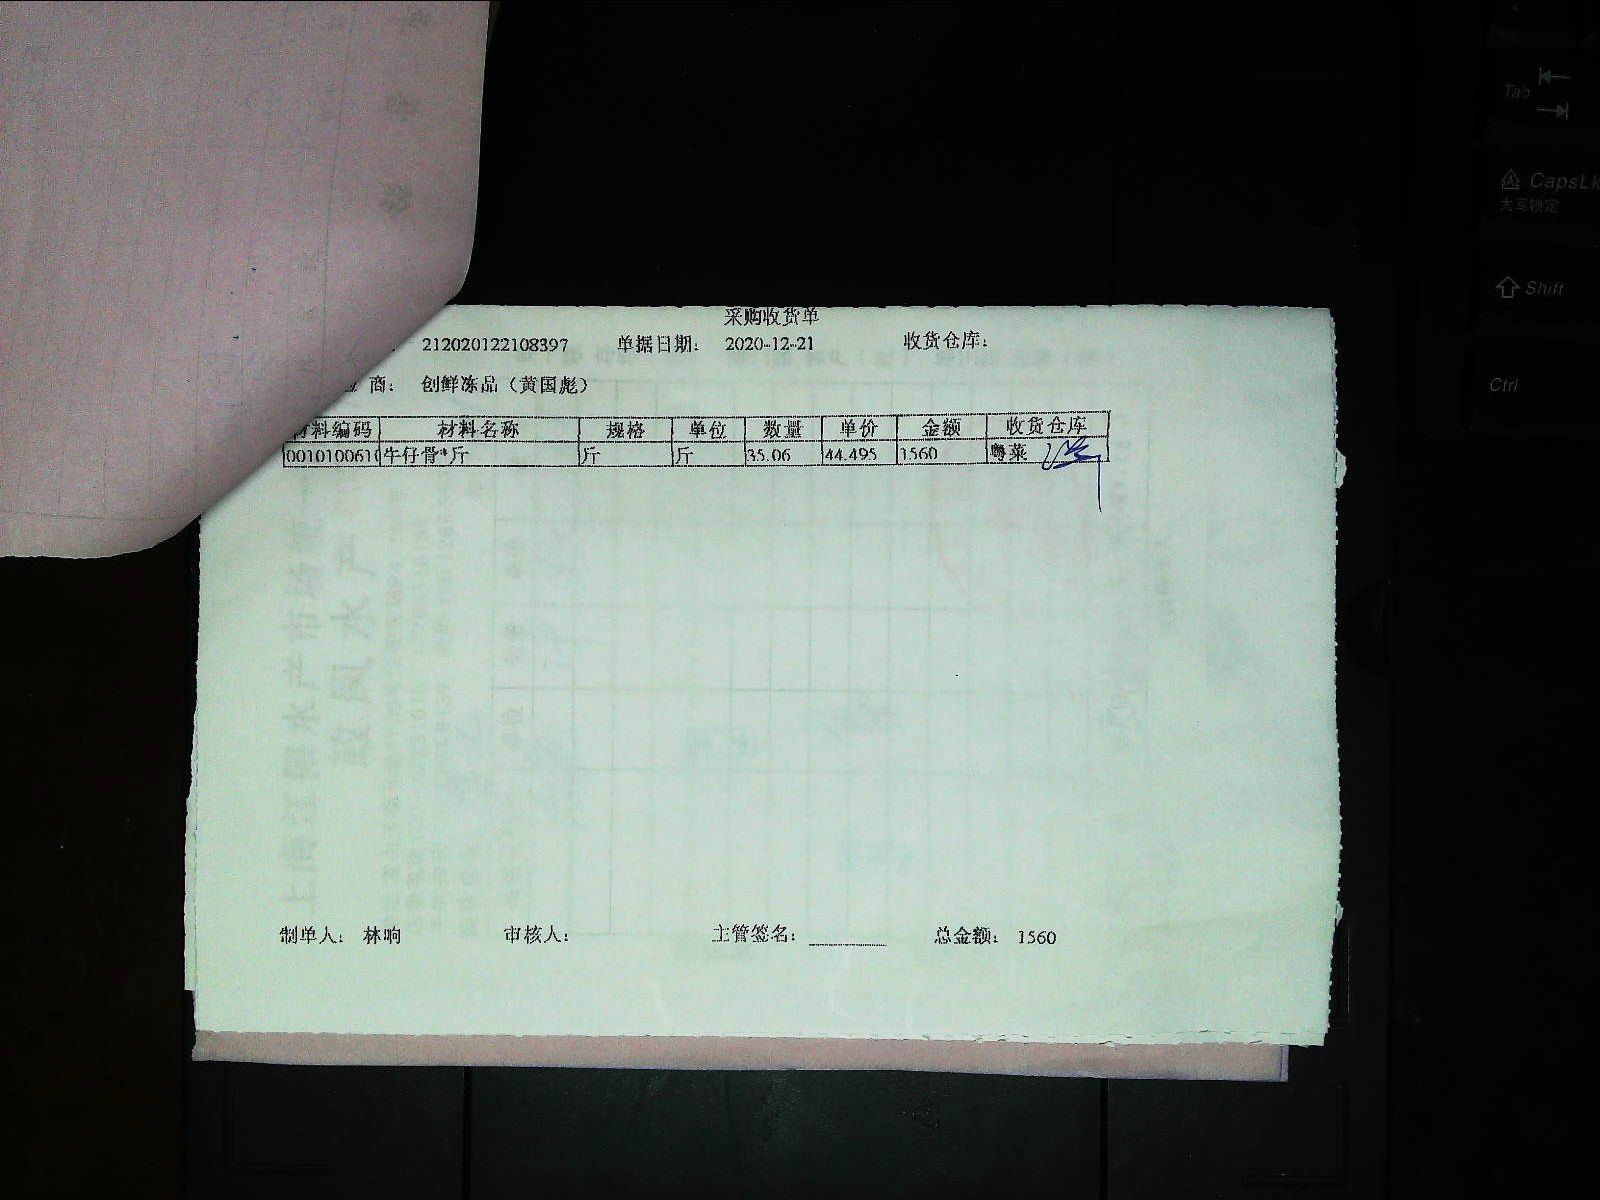 采购收货单
212020122108397 单据日期： 2020-12-21 收货仓库：
商： 创鲜冻品（黄国彪）
材料编码 材料名称 规格 单位 数量 单价 金额 收货仓库
0010100610 牛仔骨*斤 斤 斤 35.06 44.495 1560 粤菜
制单人： 林响 审核人： 主管签名： 总金额： 1560
Tab
CapsLk
大写锁定
Shift
Ctrl